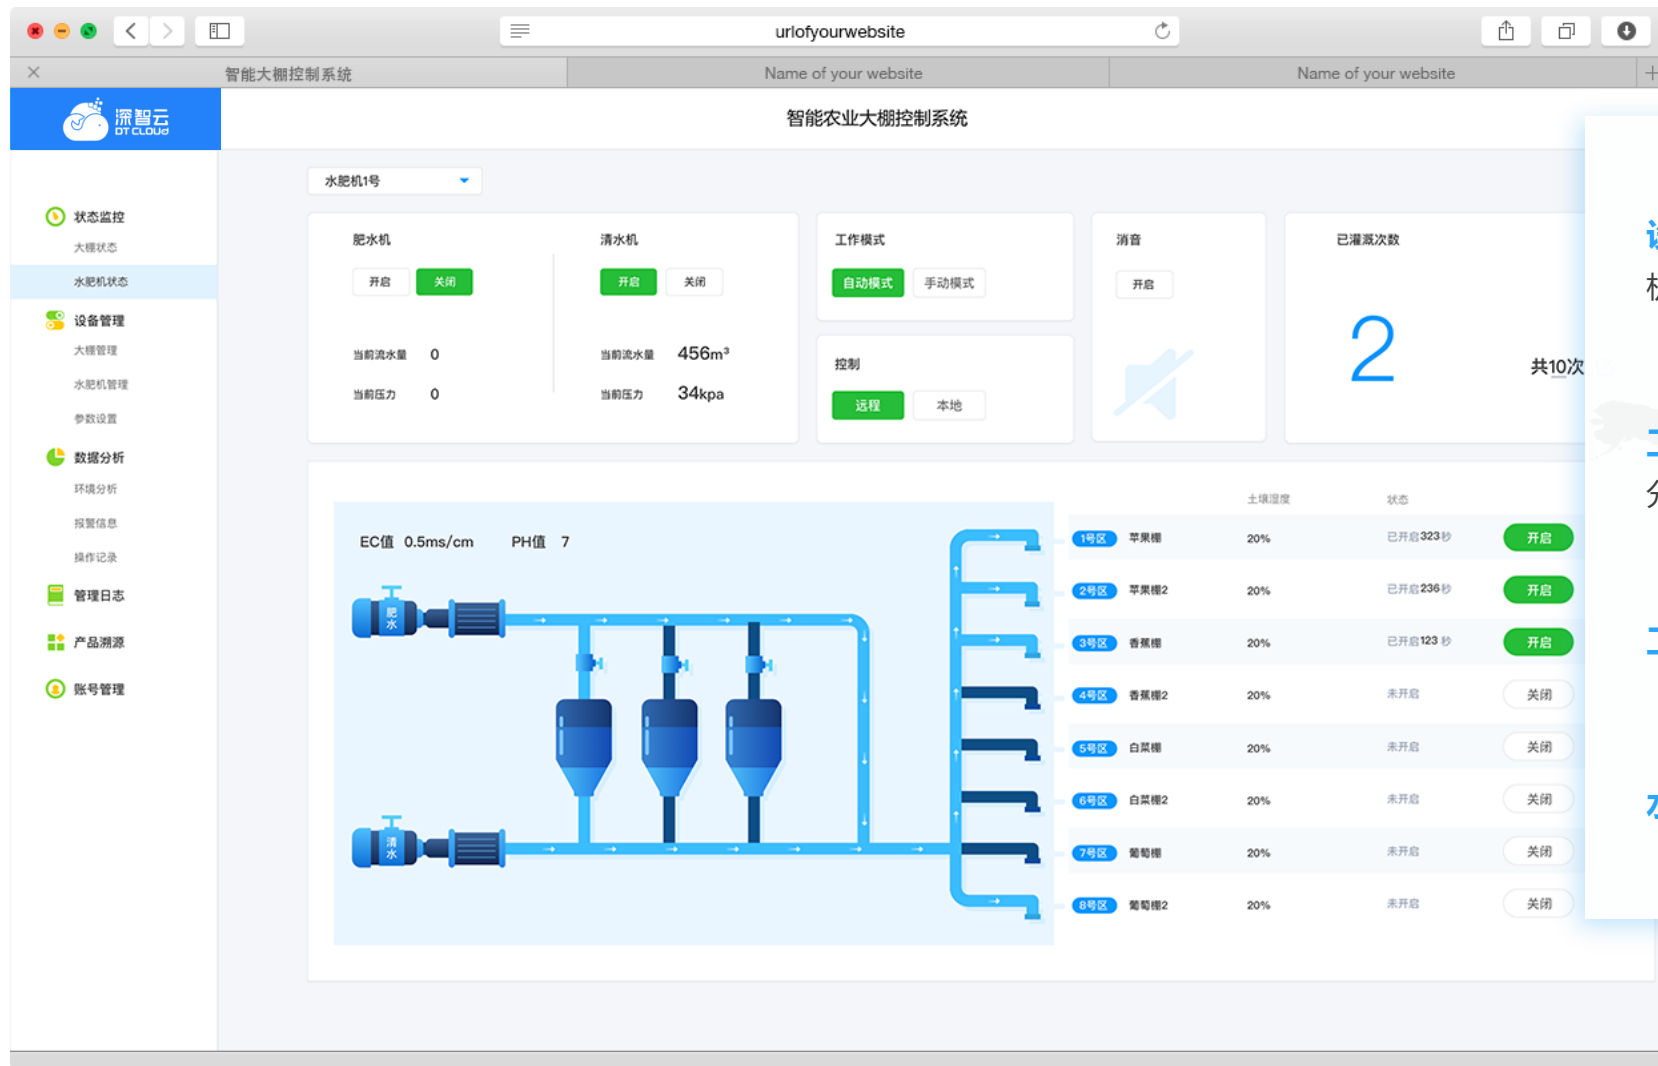 urlofyourwebsite
智能大棚控制系统
Name of your website
Name of your website
深智云
DT CLOUD
智能农业大棚控制系统
水肥机1号
状态监控
大棚状态
水肥机状态
设备管理
大棚管理
水肥机管理
参数设置
数据分析
环境分析
报警信息
操作记录
管理日志
产品溯源
账号管理
肥水机
开启 关闭
当前流水量 0
当前压力 0
清水机
开启 关闭
当前流水量 456m³
当前压力 34kpa
工作模式
自动模式 手动模式
控制
远程 本地
消音
开启
已灌溉次数
2
共10次
EC值 0.5ms/cm PH值 7
肥水
清水
土壤湿度 状态
1号区 苹果棚 20% 已开启323秒 开启
2号区 苹果棚2 20% 已开启236秒 开启
3号区 香蕉棚 20% 已开启123 秒 开启
4号区 香蕉棚2 20% 未开启 关闭
5号区 白菜棚 20% 未开启 关闭
6号区 白菜棚2 20% 未开启 关闭
7号区 葡萄棚 20% 未开启 关闭
8号区 葡萄棚2 20% 未开启 关闭